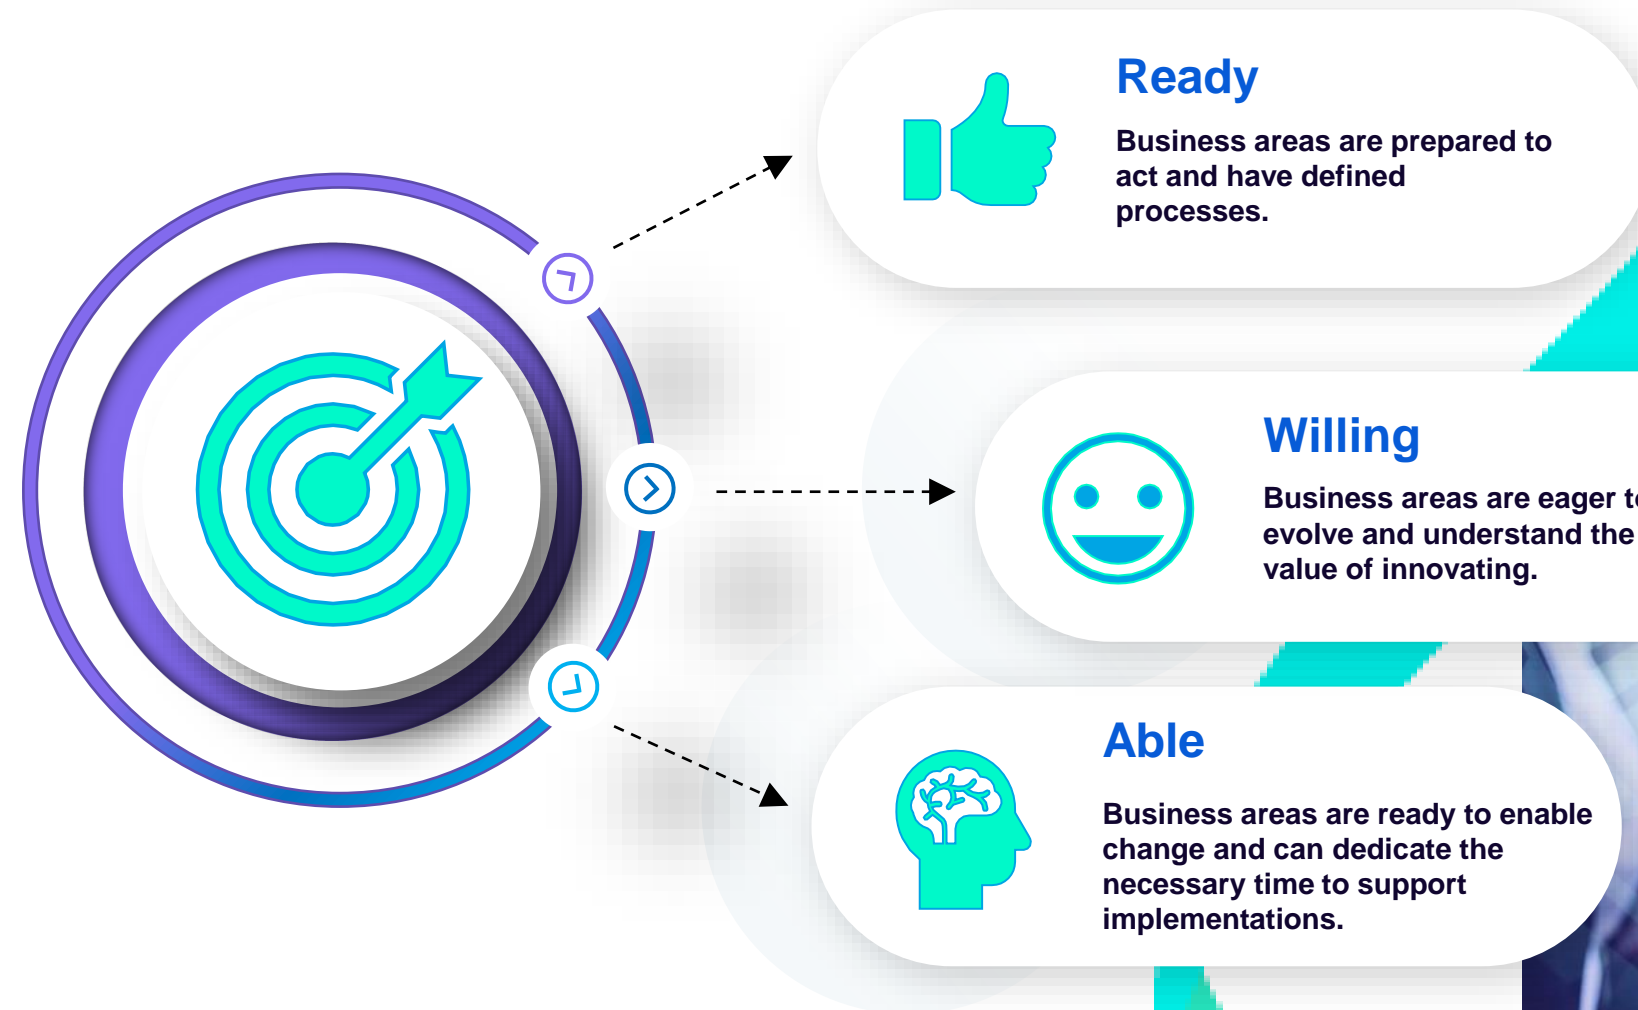 Ready
Business areas are prepared to
act and have defined
processes.
Willing
Business areas are eager to
evolve and understand the
value of innovating.
Able
Business areas are ready to enable
change and can dedicate the
necessary time to support
implementations.